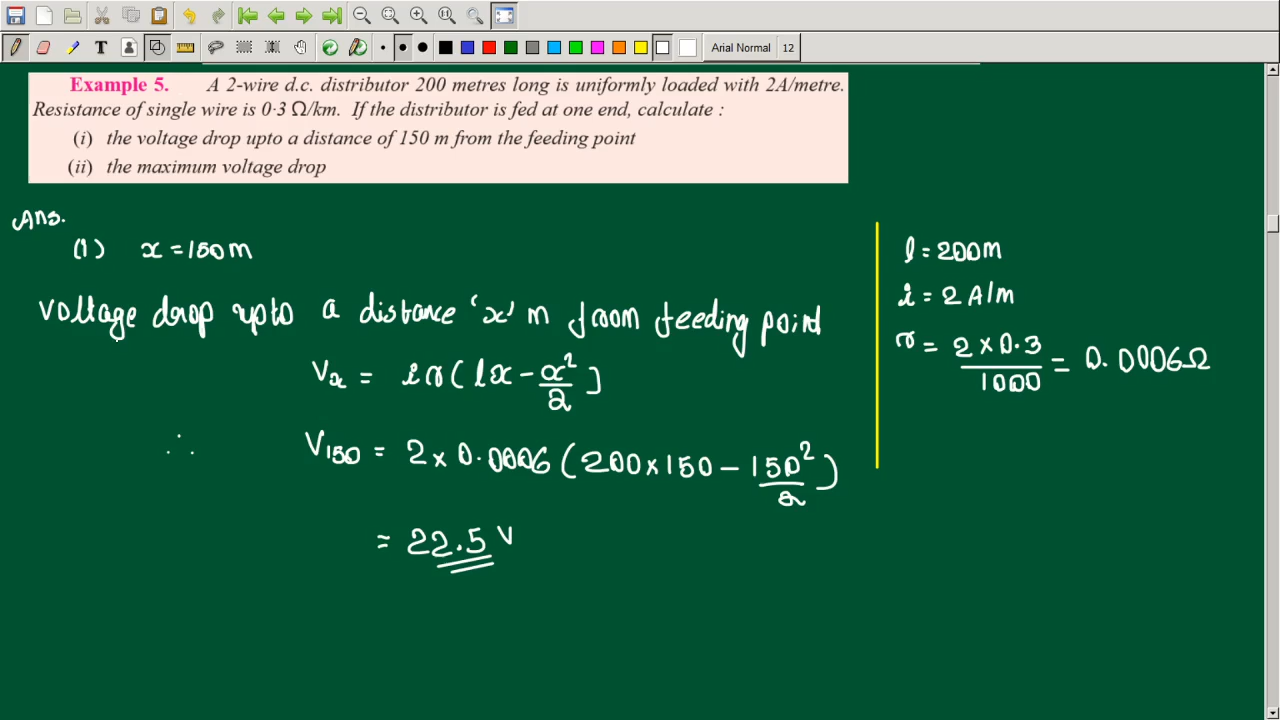 Arial Normal 12
Example 5. A 2-wire d.c. distributor 200 metres long is uniformly loaded with 2A/metre.
Resistance of single wire is 0·3 Ω/km. If the distributor is fed at one end, calculate :
(i) the voltage drop upto a distance of 150 m from the feeding point
(ii) the maximum voltage drop
Ans.
(1) x = 150m
voltage drop upto a distance 'x' m from feeding point
Vx = ir(lx - x²/2)
∴ V150 = 2 × 0.0006 (200×150 - 150²/2)
= 22.5 V
l = 200m
i = 2 A/m
r = 2 × 0.3/1000 = 0.0006Ω